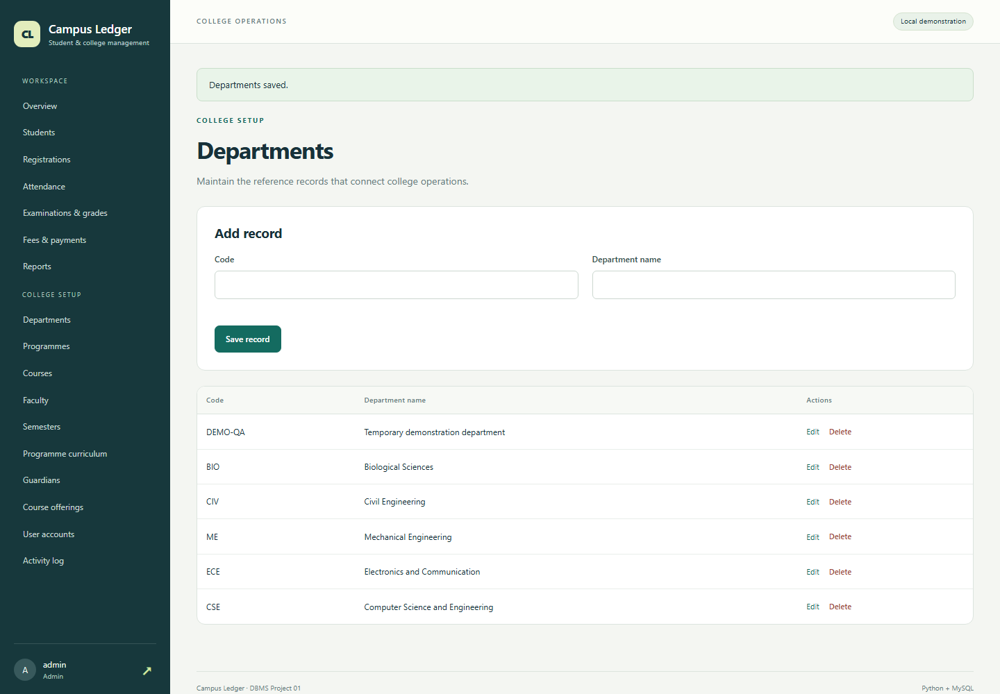 CL
Campus Ledger
Student & college management
WORKSPACE
Overview
Students
Registrations
Attendance
Examinations & grades
Fees & payments
Reports
COLLEGE SETUP
Departments
Programmes
Courses
Faculty
Semesters
Programme curriculum
Guardians
Course offerings
User accounts
Activity log
A
admin
Admin
COLLEGE OPERATIONS
Local demonstration
Departments saved.
COLLEGE SETUP
Departments
Maintain the reference records that connect college operations.
Add record
Code
Department name
Save record
Code Department name Actions
DEMO-QA Temporary demonstration department Edit Delete
BIO Biological Sciences Edit Delete
CIV Civil Engineering Edit Delete
ME Mechanical Engineering Edit Delete
ECE Electronics and Communication Edit Delete
CSE Computer Science and Engineering Edit Delete
Campus Ledger · DBMS Project 01
Python + MySQL